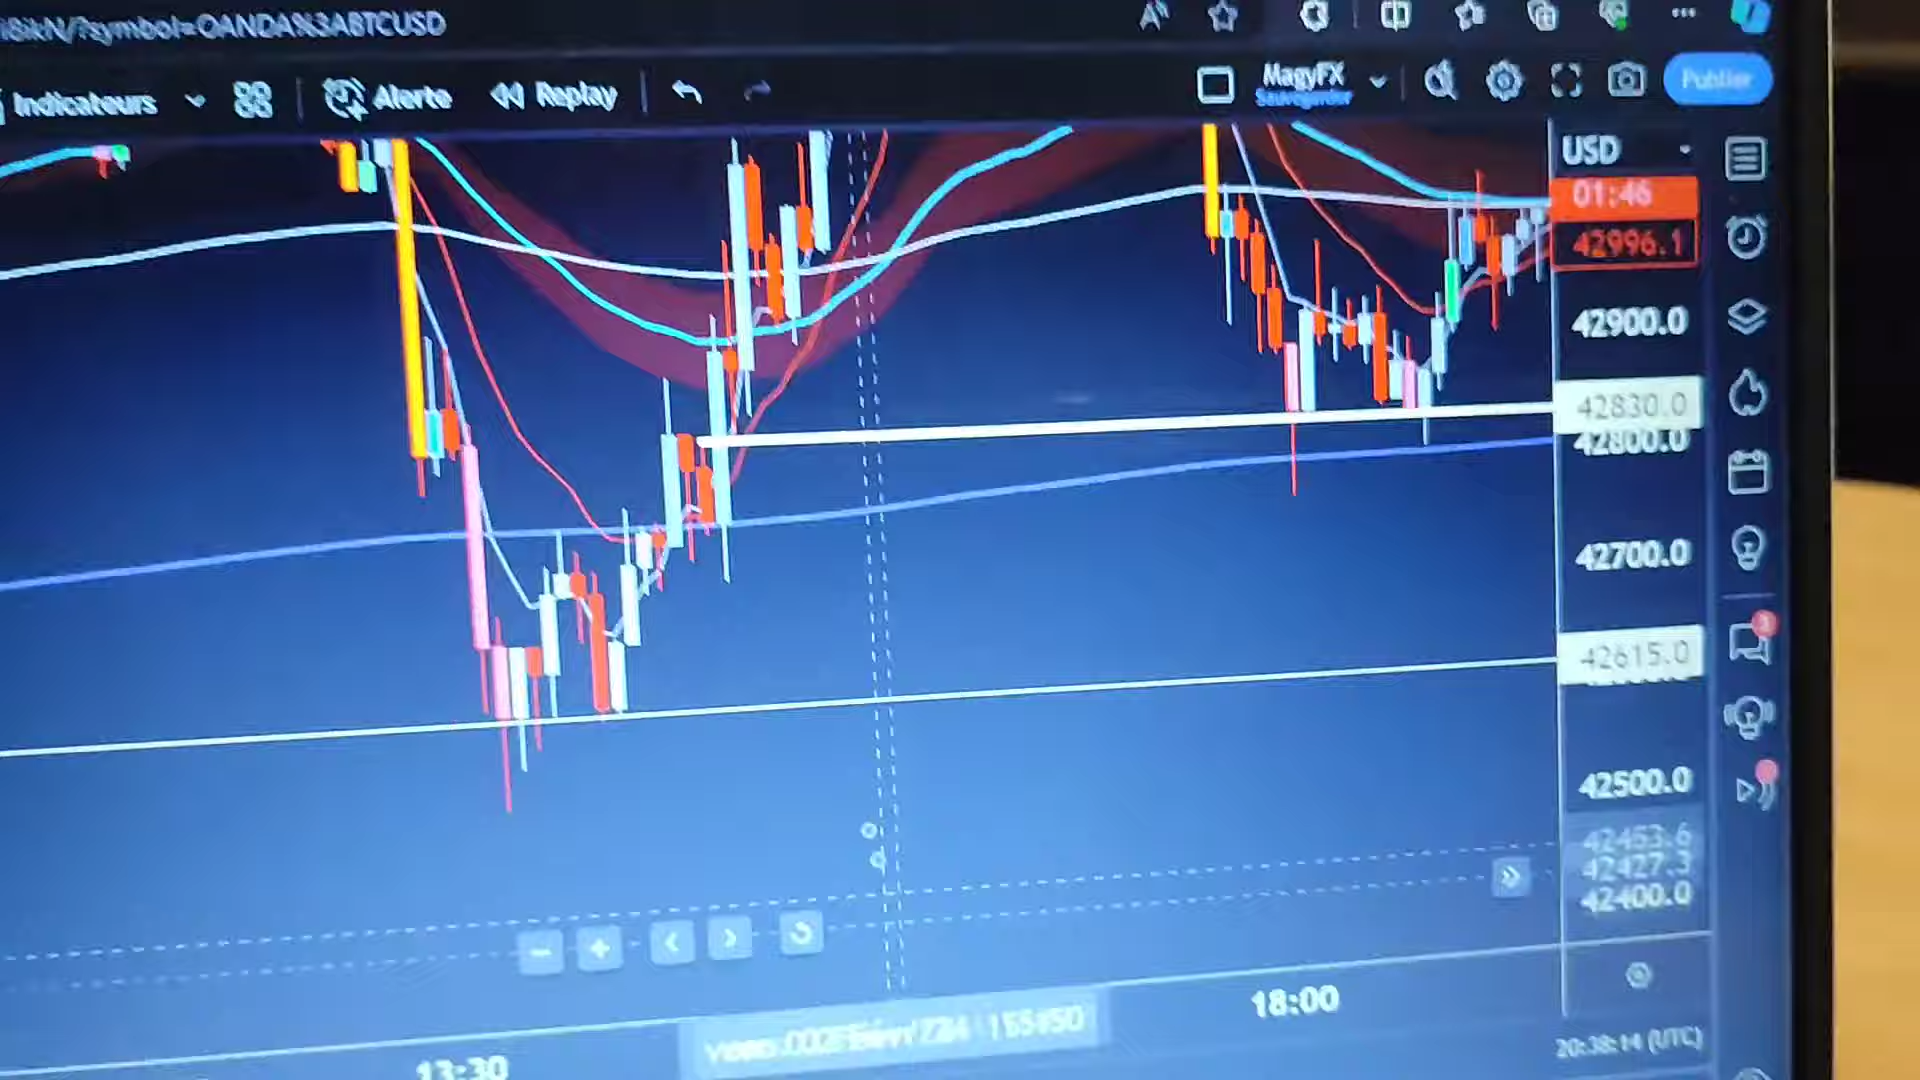 i8ikN/?symbol=OANDA%3ABTCUSD
Indicateurs
Alerte
Replay
MagyFX
Sauvegarder
Publier
USD
01:46
42996.1
42900.0
42830.0
42800.0
42700.0
42615.0
42500.0
42453.6
42427.3
42400.0
13:30
18:00
20:38:14 (UTC)